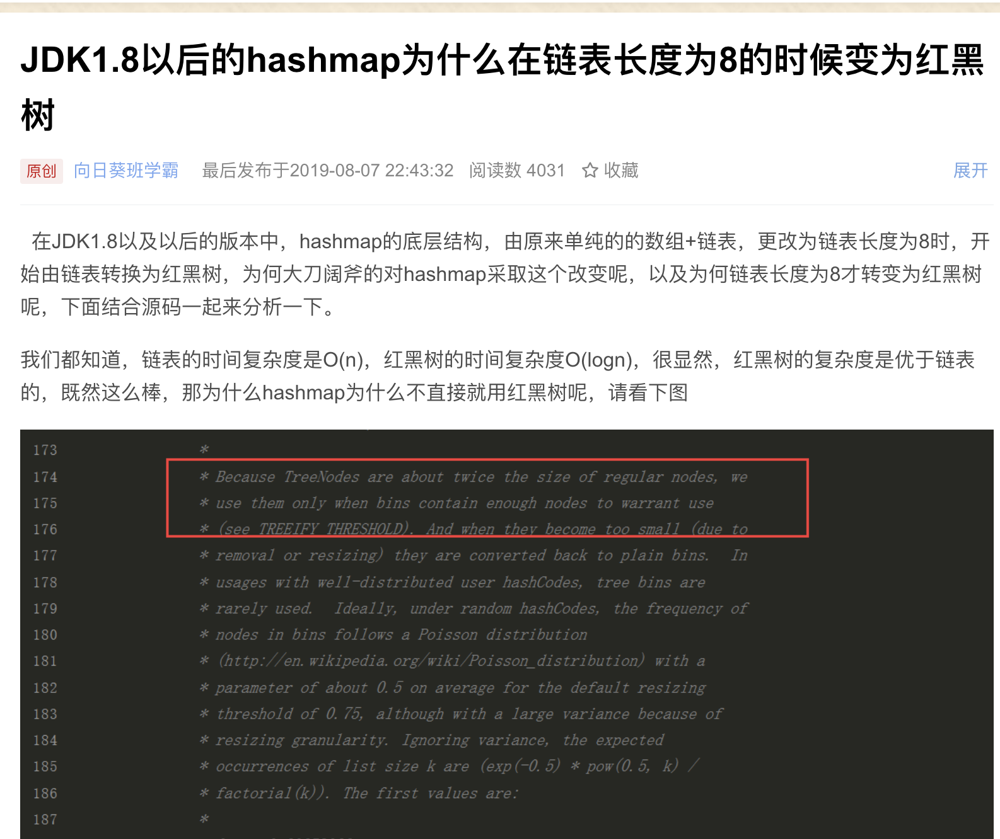 JDK1.8以后的hashmap为什么在链表长度为8的时候变为红黑
树
原创 向日葵班学霸 最后发布于2019-08-07 22:43:32 阅读数 4031 ☆ 收藏 展开
在JDK1.8以及以后的版本中，hashmap的底层结构，由原来单纯的的数组+链表，更改为链表长度为8时，开
始由链表转换为红黑树，为何大刀阔斧的对hashmap采取这个改变呢，以及为何链表长度为8才转变为红黑树
呢，下面结合源码一起来分析一下。
我们都知道，链表的时间复杂度是O(n)，红黑树的时间复杂度O(logn)，很显然，红黑树的复杂度是优于链表
的，既然这么棒，那为什么hashmap为什么不直接就用红黑树呢，请看下图
173 *
174 * Because TreeNodes are about twice the size of regular nodes, we
175 * use them only when bins contain enough nodes to warrant use
176 * (see TREEIFY_THRESHOLD). And when they become too small (due to
177 * removal or resizing) they are converted back to plain bins.  In
178 * usages with well-distributed user hashCodes, tree bins are
179 * rarely used.  Ideally, under random hashCodes, the frequency of
180 * nodes in bins follows a Poisson distribution
181 * (http://en.wikipedia.org/wiki/Poisson_distribution) with a
182 * parameter of about 0.5 on average for the default resizing
183 * threshold of 0.75, although with a large variance because of
184 * resizing granularity. Ignoring variance, the expected
185 * occurrences of list size k are (exp(-0.5) * pow(0.5, k) /
186 * factorial(k)). The first values are:
187 *